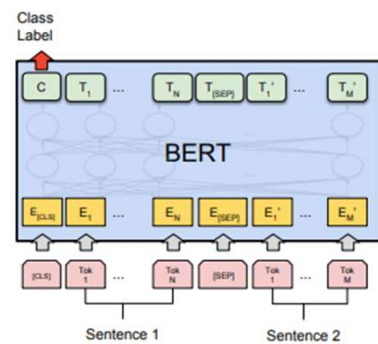 Class
Label
C T1 ... TN T[SEP] T1' ... TM'
BERT
E[CLS] E1 ... EN E[SEP] E1' ... EM'
[CLS] Tok 1 ... Tok N [SEP] Tok 1 ... Tok M
Sentence 1 Sentence 2